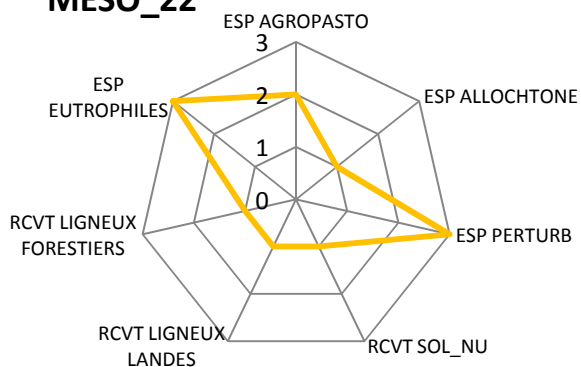 MESO_22
ESP AGROPASTO
3
ESP
EUTROPHILES
ESP ALLOCHTONE
2
1
0
RCVT LIGNEUX
FORESTIERS
ESP PERTURB
RCVT LIGNEUX
LANDES
RCVT SOL_NU